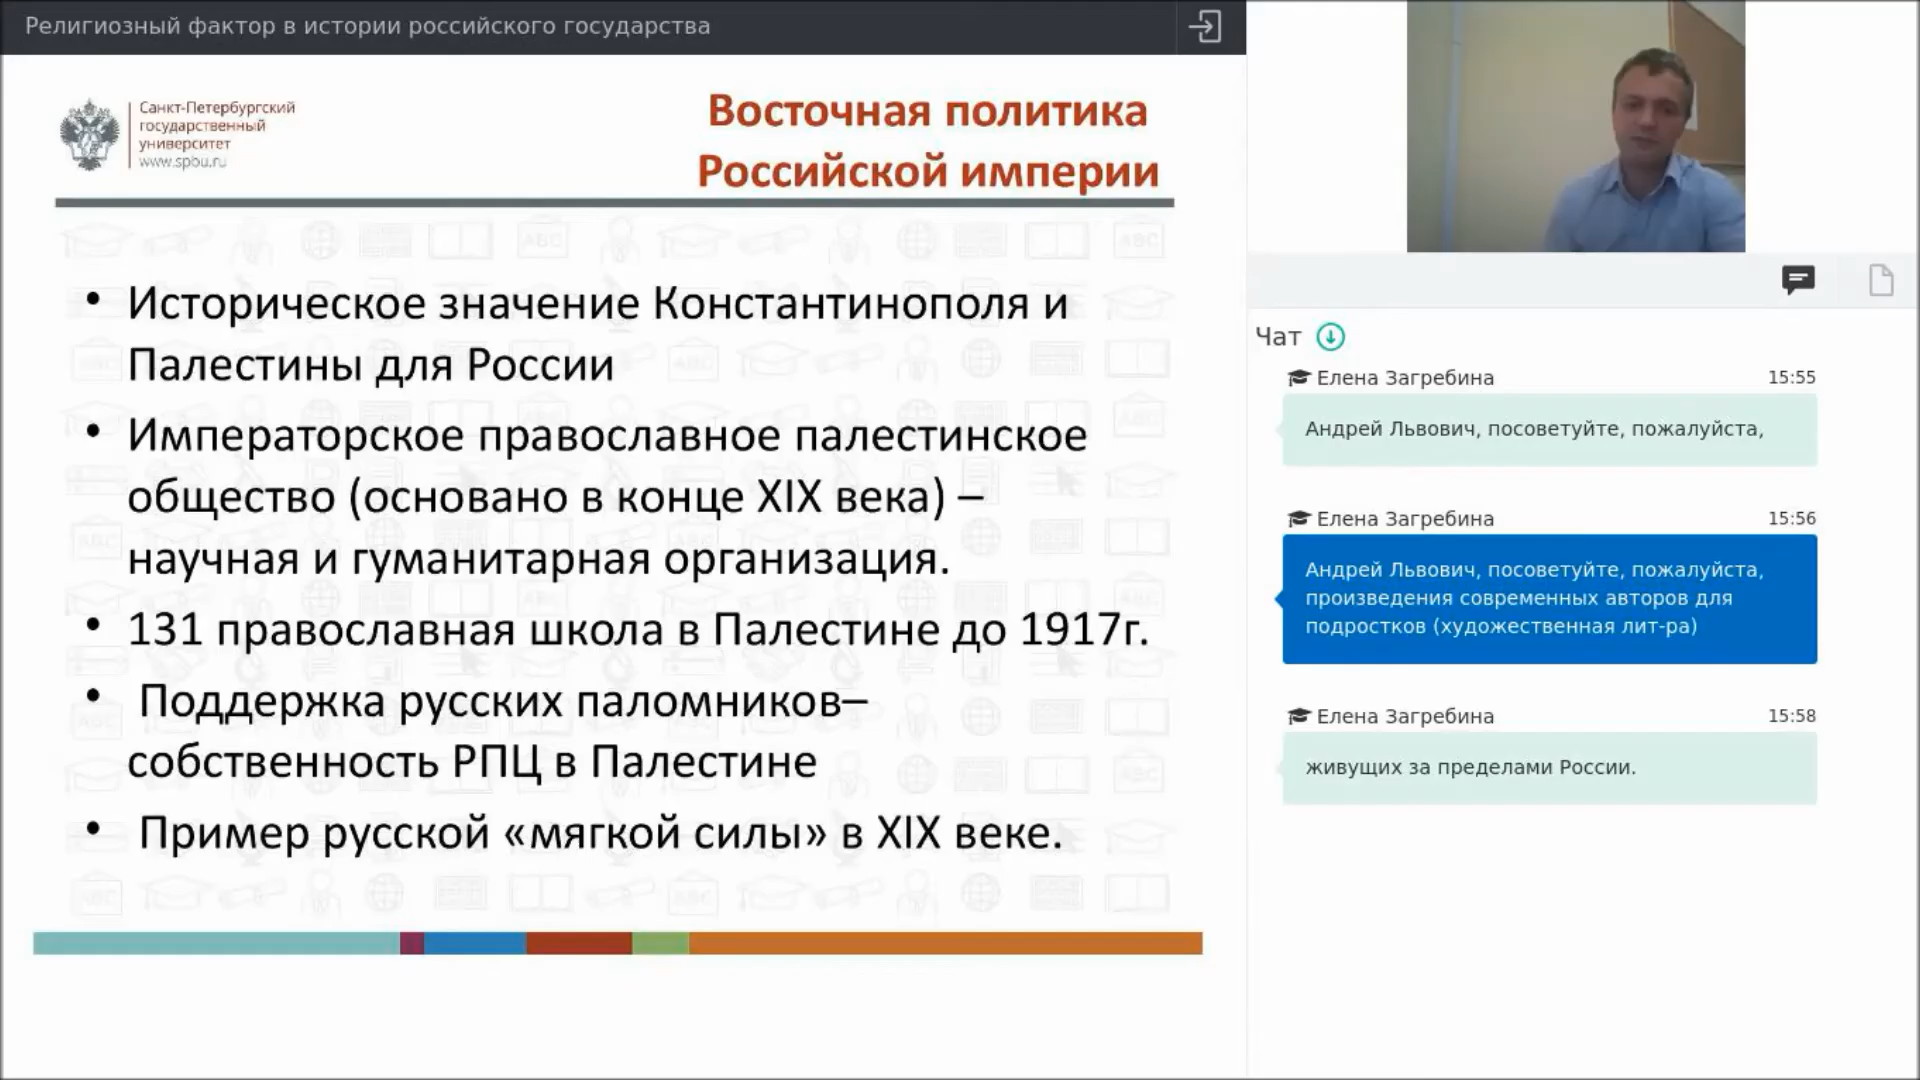 Религиозный фактор в истории российского государства
Санкт-Петербургский
государственный
университет
www.spbu.ru
Восточная политика
Российской империи
• Историческое значение Константинополя и
Палестины для России
• Императорское православное палестинское
общество (основано в конце XIX века) –
научная и гуманитарная организация.
• 131 православная школа в Палестине до 1917г.
• Поддержка русских паломников–
собственность РПЦ в Палестине
• Пример русской «мягкой силы» в XIX веке.
Чат
Елена Загребина 15:55
Андрей Львович, посоветуйте, пожалуйста,
Елена Загребина 15:56
Андрей Львович, посоветуйте, пожалуйста,
произведения современных авторов для
подростков (художественная лит-ра)
Елена Загребина 15:58
живущих за пределами России.